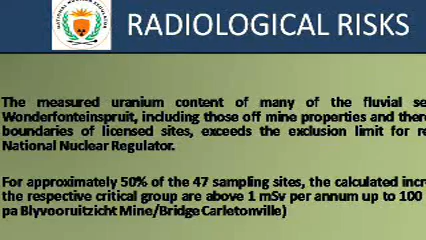 RADIOLOGICAL RISKS
The measured uranium content of many of the fluvial se
Wonderfonteinspruit, including those off mine properties and there
boundaries of licensed sites, exceeds the exclusion limit for re
National Nuclear Regulator.
For approximately 50% of the 47 sampling sites, the calculated incr
the respective critical group are above 1 mSv per annum up to 100
pa Blyvooruitzicht Mine/Bridge Carletonville)